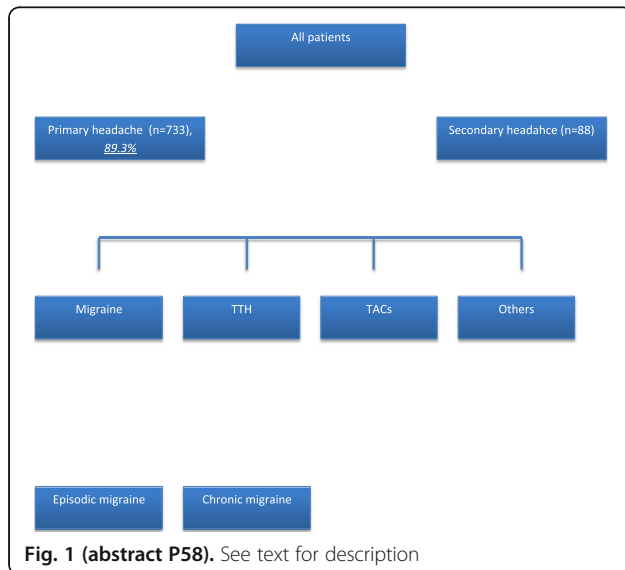 All patients
Primary headache (n=733),
89.3%
Secondary headahce (n=88)
Migraine
TTH
TACs
Others
Episodic migraine
Chronic migraine
Fig. 1 (abstract P58). See text for description